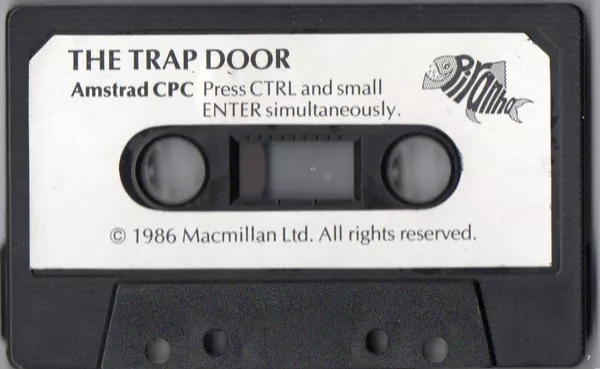 THE TRAP DOOR
Amstrad CPC Press CTRL and small
ENTER simultaneously.
Piranha
© 1986 Macmillan Ltd. All rights reserved.